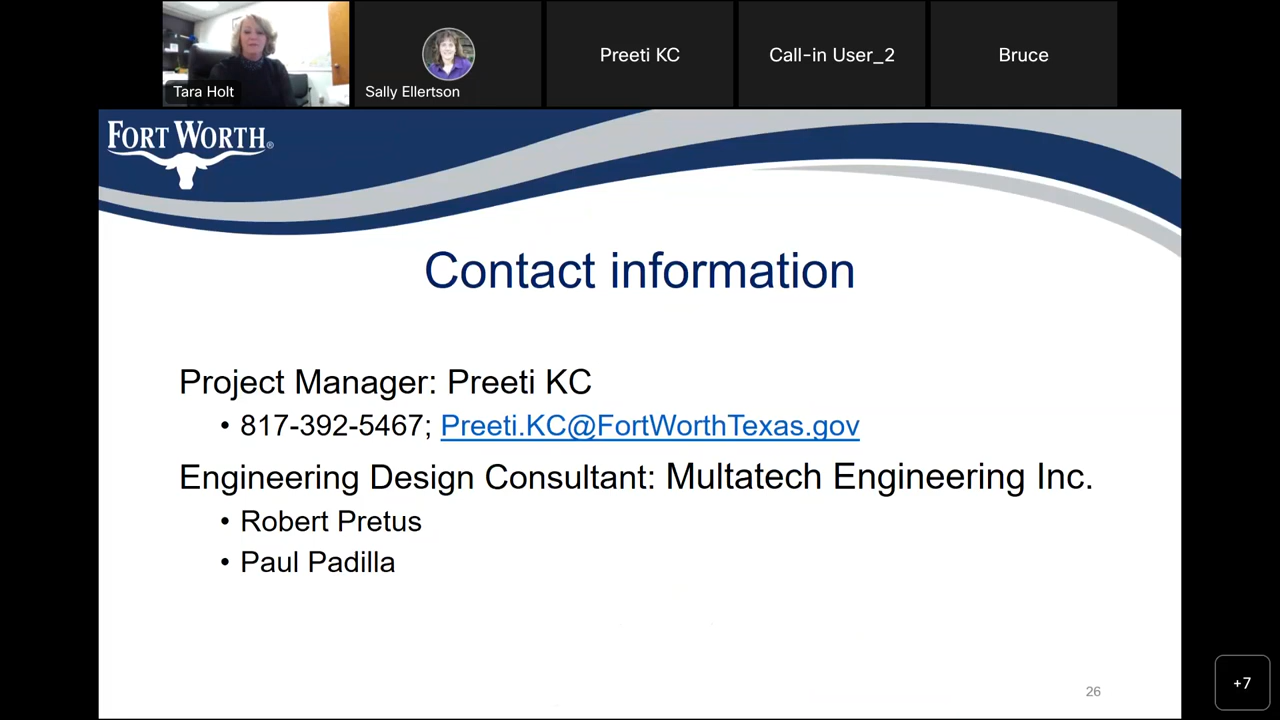 Tara Holt
Sally Ellertson
Preeti KC
Call-in User_2
Bruce
FORT WORTH®
Contact information
Project Manager: Preeti KC
• 817-392-5467; Preeti.KC@FortWorthTexas.gov
Engineering Design Consultant: Multatech Engineering Inc.
• Robert Pretus
• Paul Padilla
26
+7